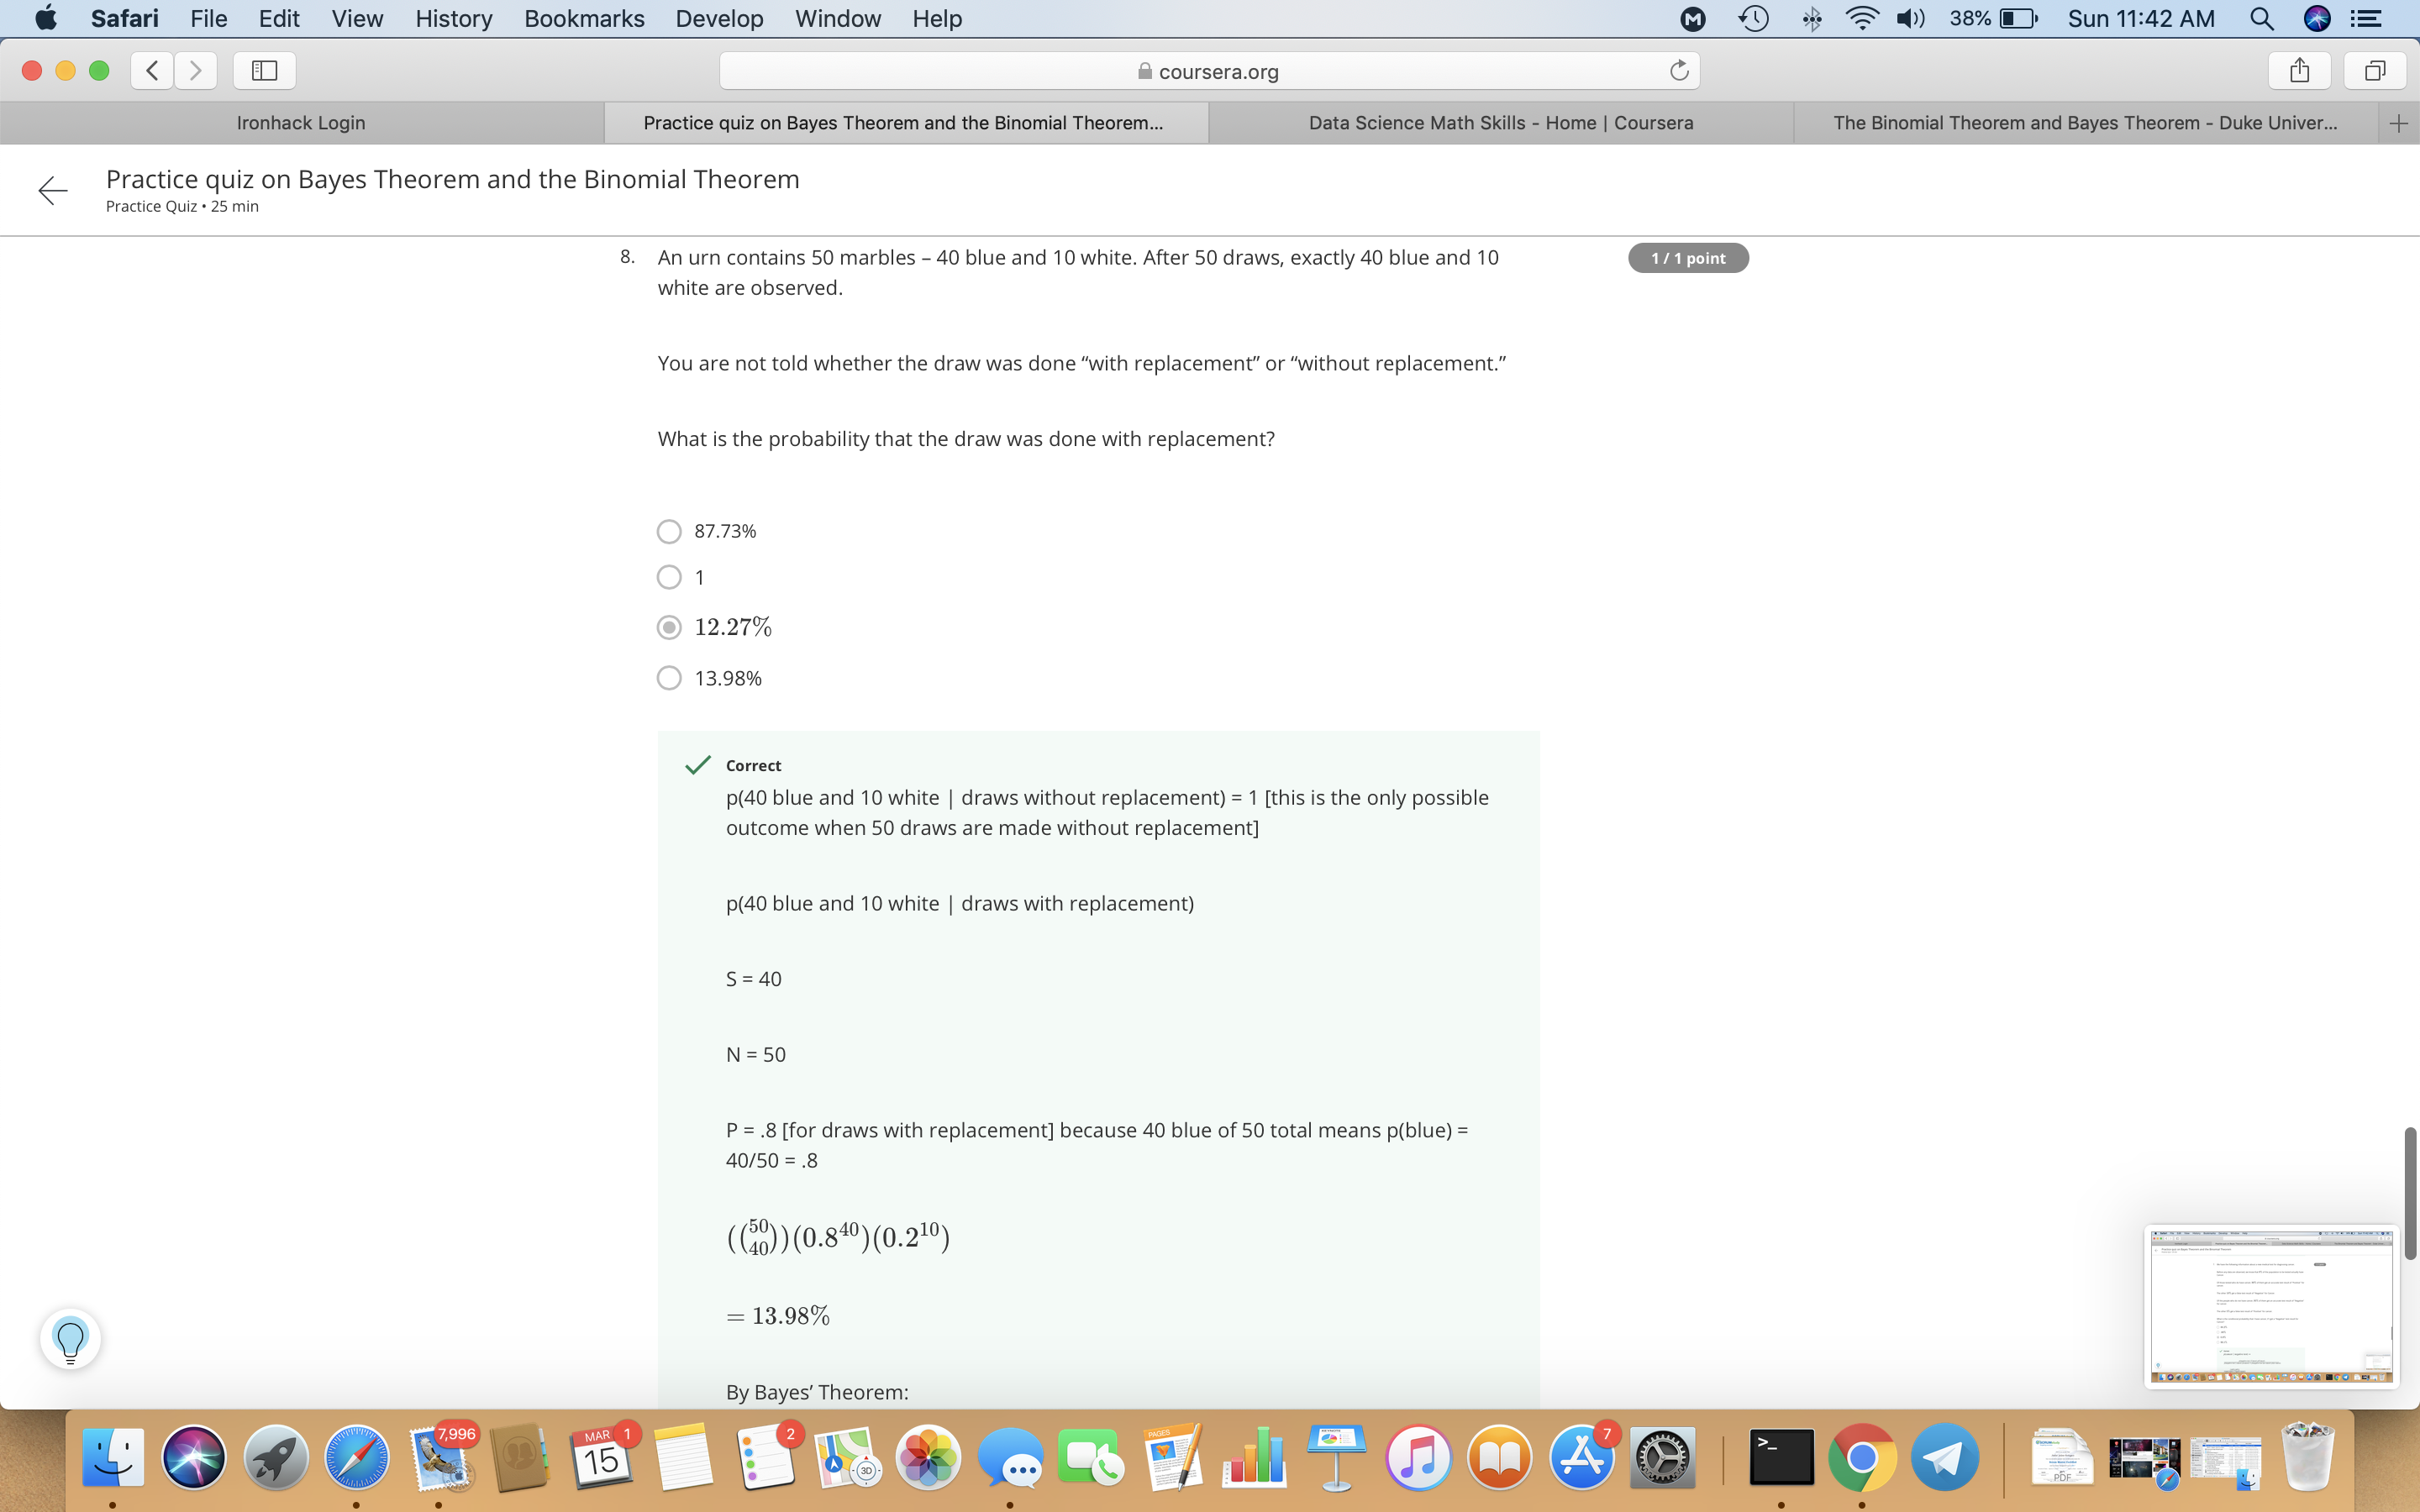 Safari File Edit View History Bookmarks Develop Window Help 38% Sun 11:42 AM
coursera.org
Ironhack Login
Practice quiz on Bayes Theorem and the Binomial Theorem...
Data Science Math Skills - Home | Coursera
The Binomial Theorem and Bayes Theorem - Duke Univer...
Practice quiz on Bayes Theorem and the Binomial Theorem
Practice Quiz • 25 min
8. An urn contains 50 marbles – 40 blue and 10 white. After 50 draws, exactly 40 blue and 10
white are observed.
1 / 1 point
You are not told whether the draw was done “with replacement” or “without replacement.”
What is the probability that the draw was done with replacement?
87.73%
1
12.27%
13.98%
Correct
p(40 blue and 10 white | draws without replacement) = 1 [this is the only possible
outcome when 50 draws are made without replacement]
p(40 blue and 10 white | draws with replacement)
S = 40
N = 50
P = .8 [for draws with replacement] because 40 blue of 50 total means p(blue) =
40/50 = .8
((50 40))(0.8^40)(0.2^10)
= 13.98%
By Bayes’ Theorem:
7,996
MAR 1
15
2
3D
PAGES
7
>_
PDF